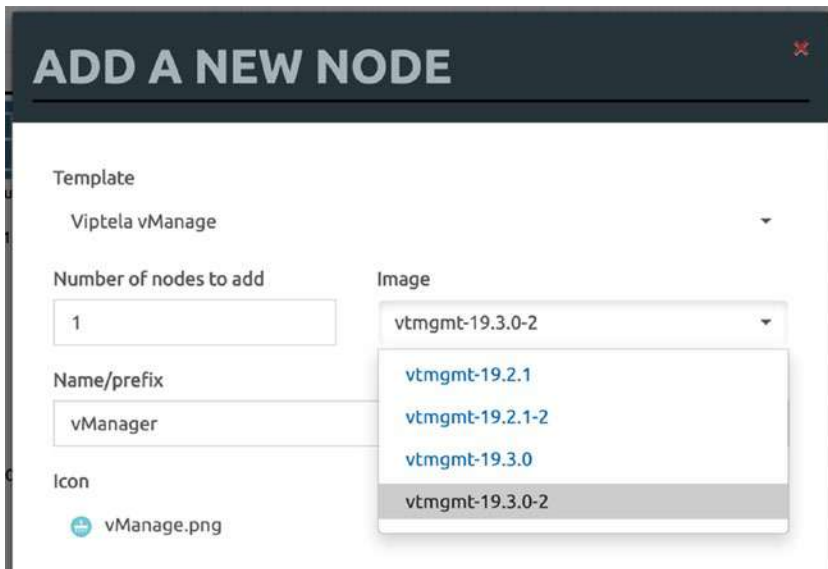 ADD A NEW NODE
Template
Viptela vManage
Number of nodes to add
Image
1
vtmgmt-19.3.0-2
vtmgmt-19.2.1
Name/prefix
vtmgmt-19.2.1-2
vManager
vtmgmt-19.3.0
Icon
vtmgmt-19.3.0-2
vManage.png